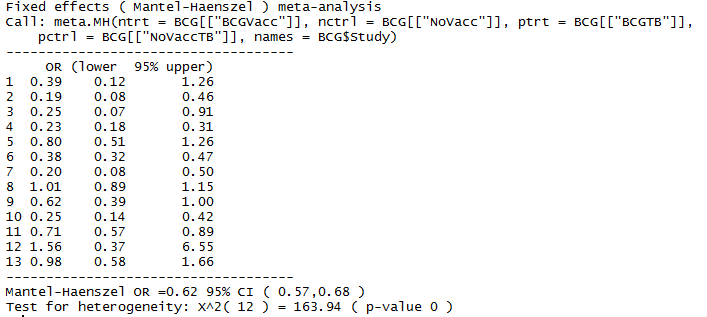 Fixed effects ( Mantel-Haenszel ) meta-analysis
Call: meta.MH(ntrt = BCG[["BCGVacc"]], nctrl = BCG[["NoVacc"]], ptrt = BCG[["BCGTB"]],
    pctrl = BCG[["NoVaccTB"]], names = BCG$Study)
------------------------------------
     OR (lower  95% upper)
1  0.39   0.12        1.26
2  0.19   0.08        0.46
3  0.25   0.07        0.91
4  0.23   0.18        0.31
5  0.80   0.51        1.26
6  0.38   0.32        0.47
7  0.20   0.08        0.50
8  1.01   0.89        1.15
9  0.62   0.39        1.00
10 0.25   0.14        0.42
11 0.71   0.57        0.89
12 1.56   0.37        6.55
13 0.98   0.58        1.66
------------------------------------
Mantel-Haenszel OR =0.62 95% CI ( 0.57,0.68 )
Test for heterogeneity: X^2( 12 ) = 163.94 ( p-value 0 )